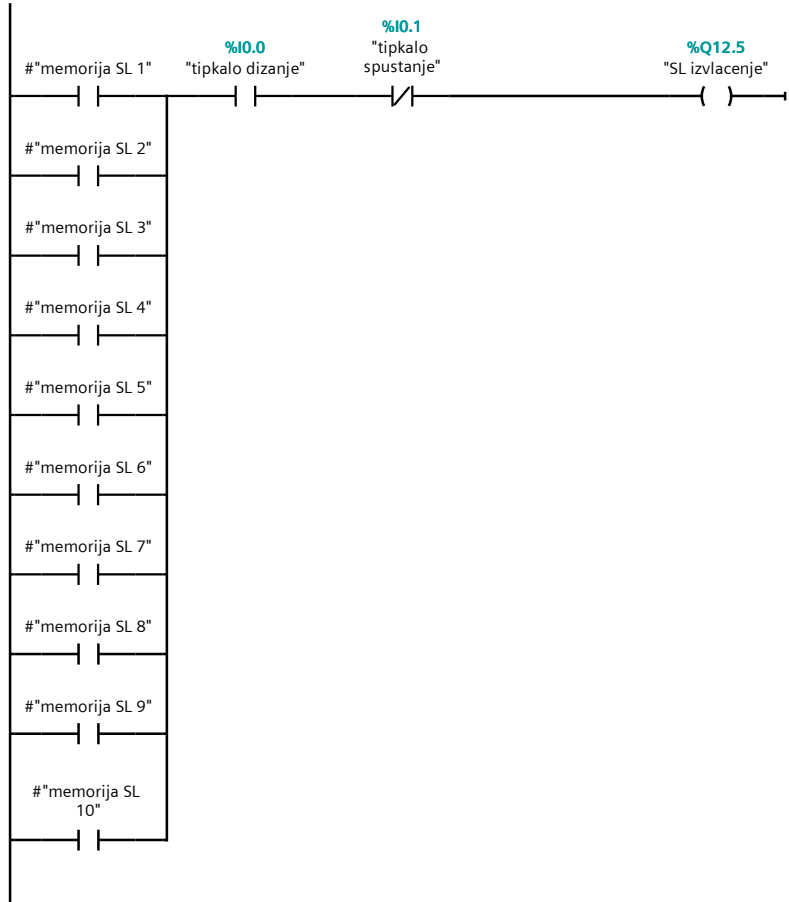 #"memorija SL 1"
%I0.0
"tipkalo dizanje"
%I0.1
"tipkalo
spustanje"
%Q12.5
"SL izvlacenje"
#"memorija SL 2"
#"memorija SL 3"
#"memorija SL 4"
#"memorija SL 5"
#"memorija SL 6"
#"memorija SL 7"
#"memorija SL 8"
#"memorija SL 9"
#"memorija SL
10"